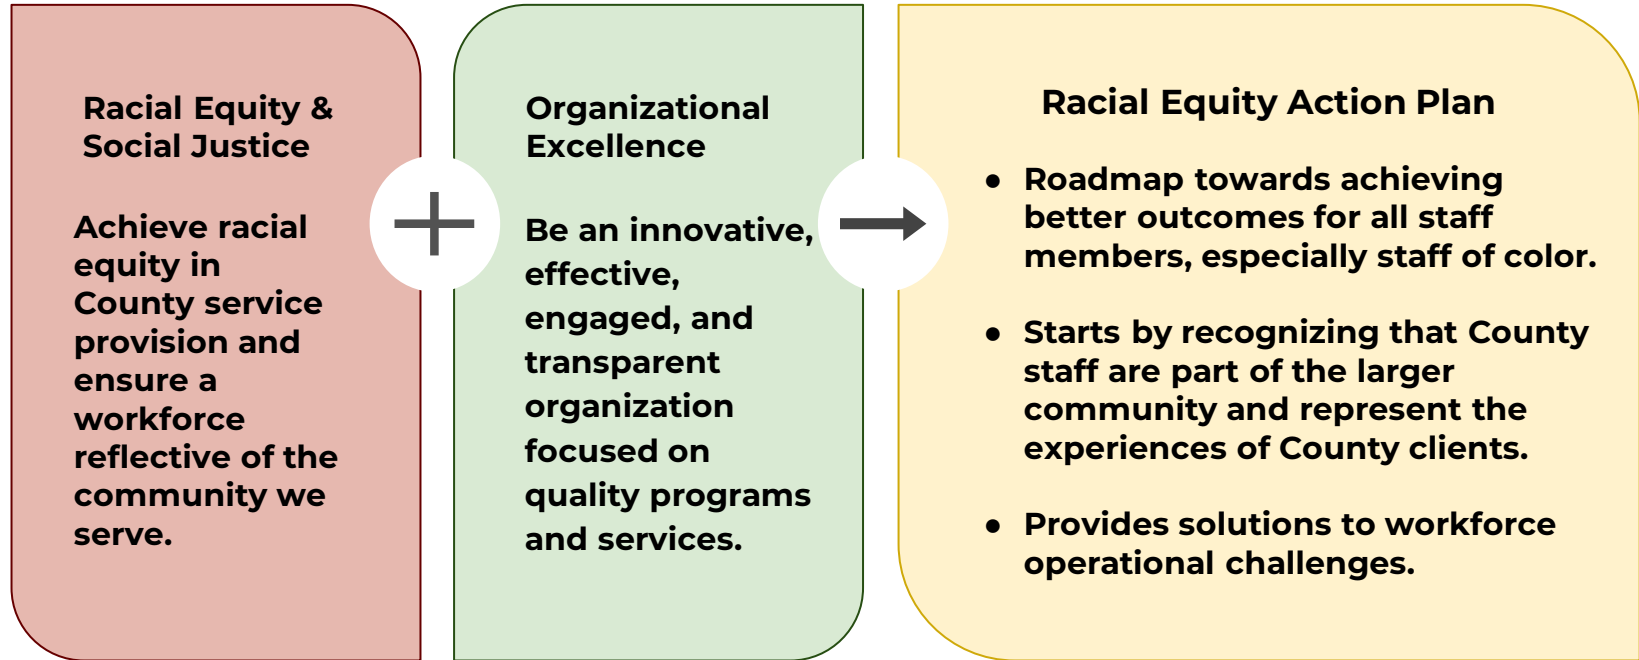 Racial Equity &
Social Justice
Achieve racial
equity in
County service
provision and
ensure a
workforce
reflective of the
community we
serve.
+
Organizational
Excellence
Be an innovative,
effective,
engaged, and
transparent
organization
focused on
quality programs
and services.
Racial Equity Action Plan
● Roadmap towards achieving
better outcomes for all staff
members, especially staff of color.
● Starts by recognizing that County
staff are part of the larger
community and represent the
experiences of County clients.
● Provides solutions to workforce
operational challenges.